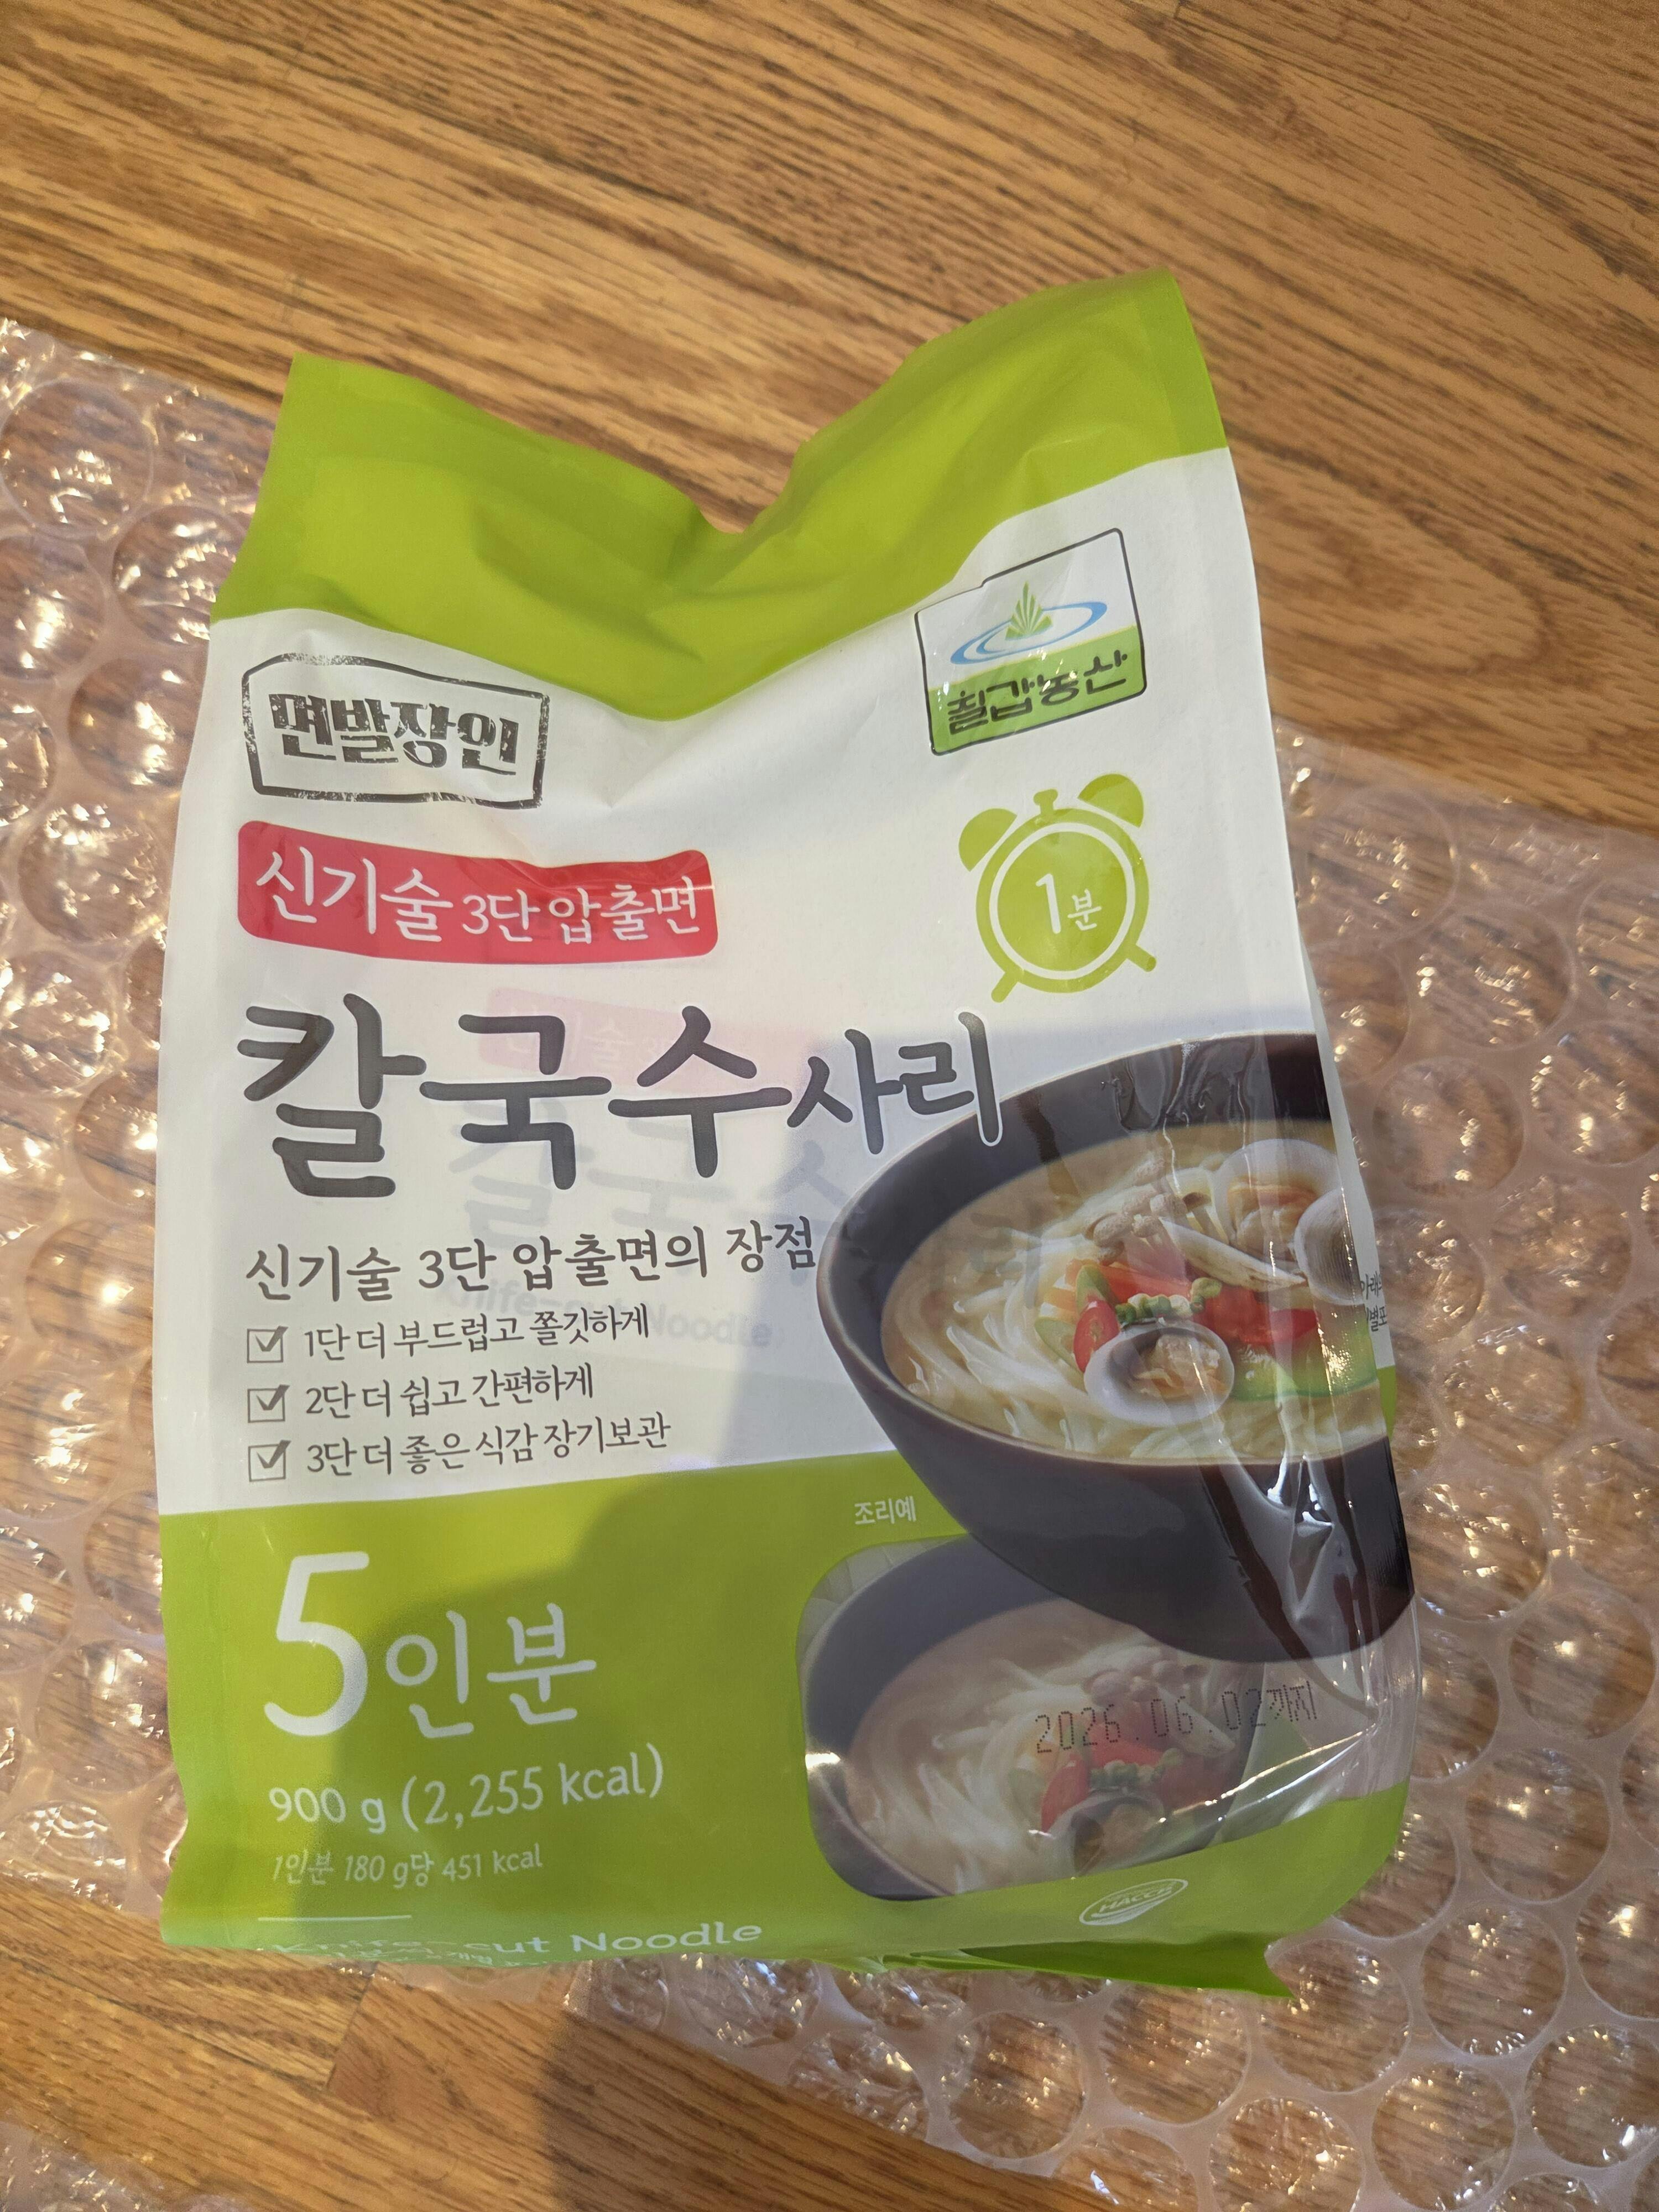 면발장인
칠갑농산
신기술 3단 압출면
1분
칼국수사리
신기술 3단 압출면의 장점
1단 더 부드럽고 쫄깃하게
2단 더 쉽고 간편하게
3단 더 좋은 식감 장기보관
조리예
5인분
2026.06.02까지
900 g (2,255 kcal)
1인분 180 g당 451 kcal
HACCP
Knife-cut Noodle